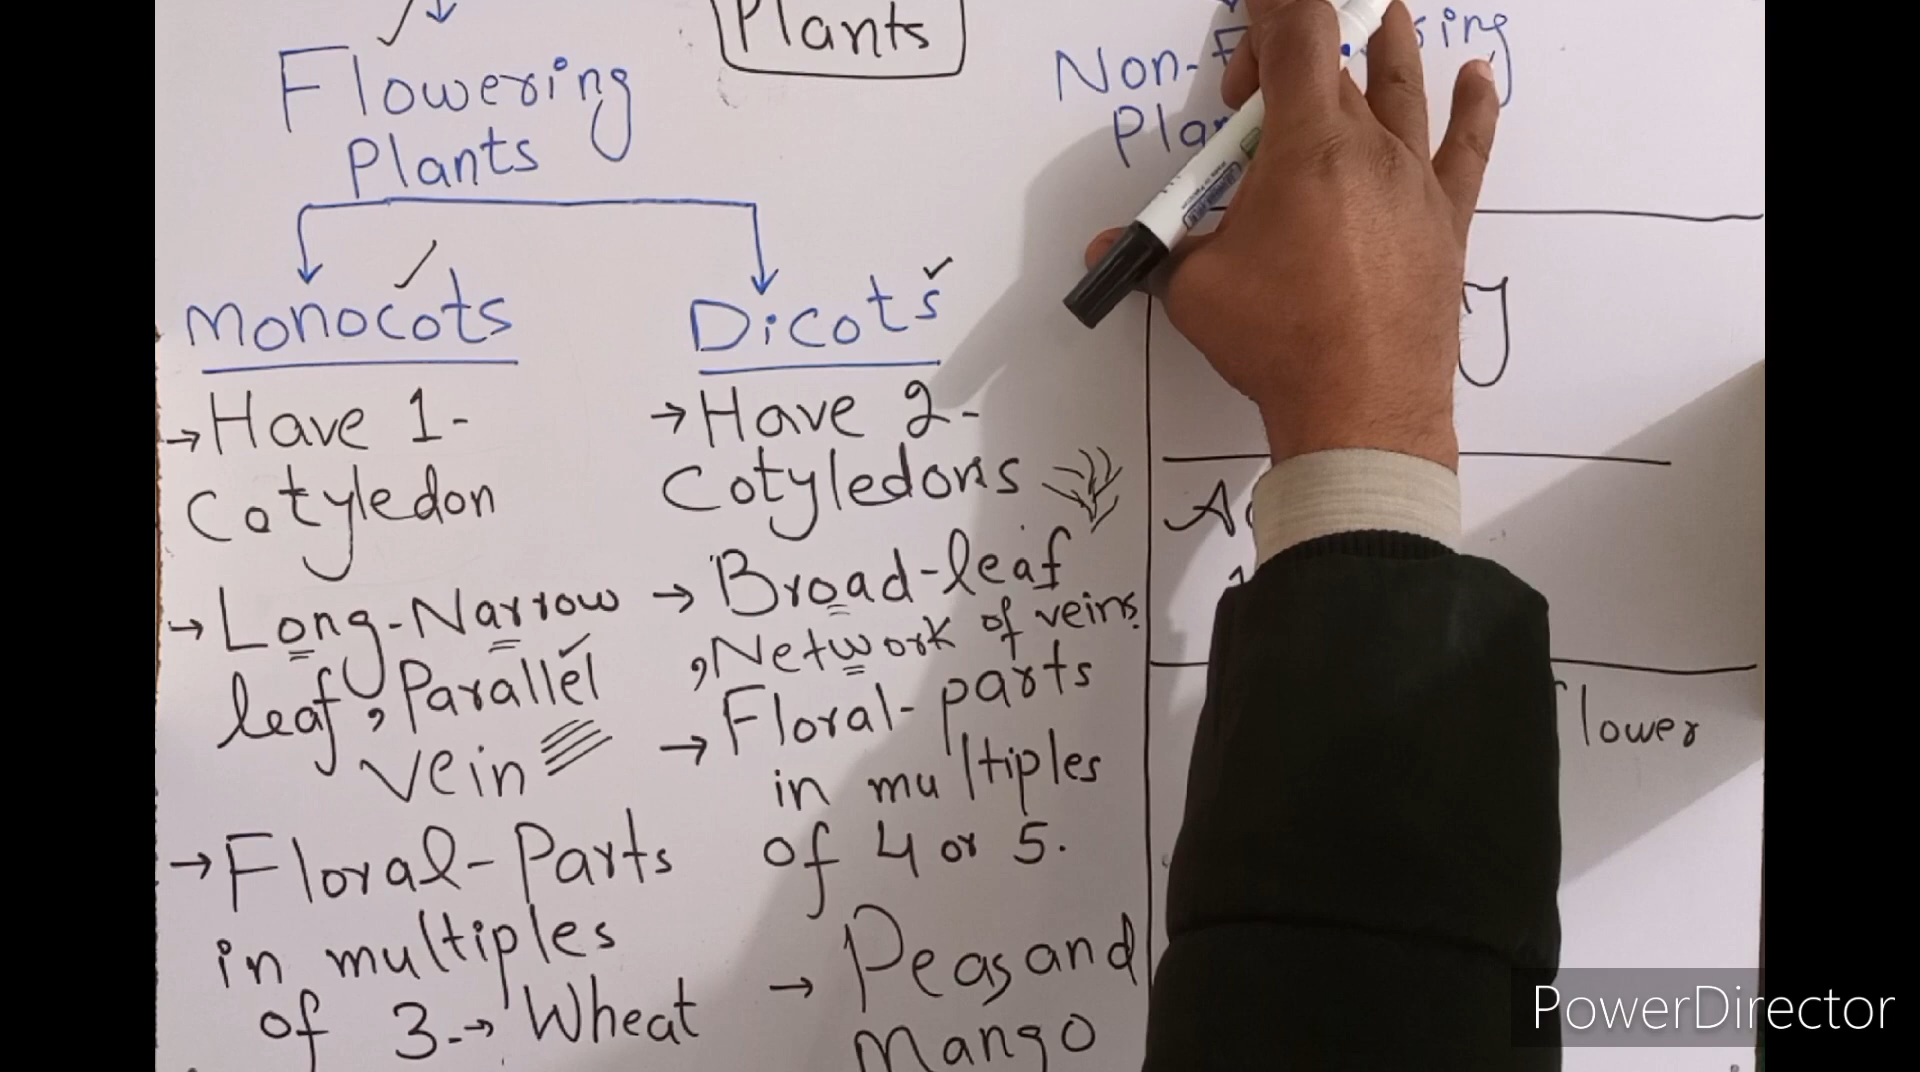 Plants
Flowering
Plants
Non-
Monocots
→ Have 1-
Cotyledon
→ Long-Narrow
leaf, Parallel
vein
→ Floral-Parts
in multiples
of 3. → Wheat
Dicots
→ Have 2-
Cotyledons
→ Broad-leaf
, Network of veins.
→ Floral-parts
in multiples
of 4 or 5.
→ Peas and
Mango
PowerDirector